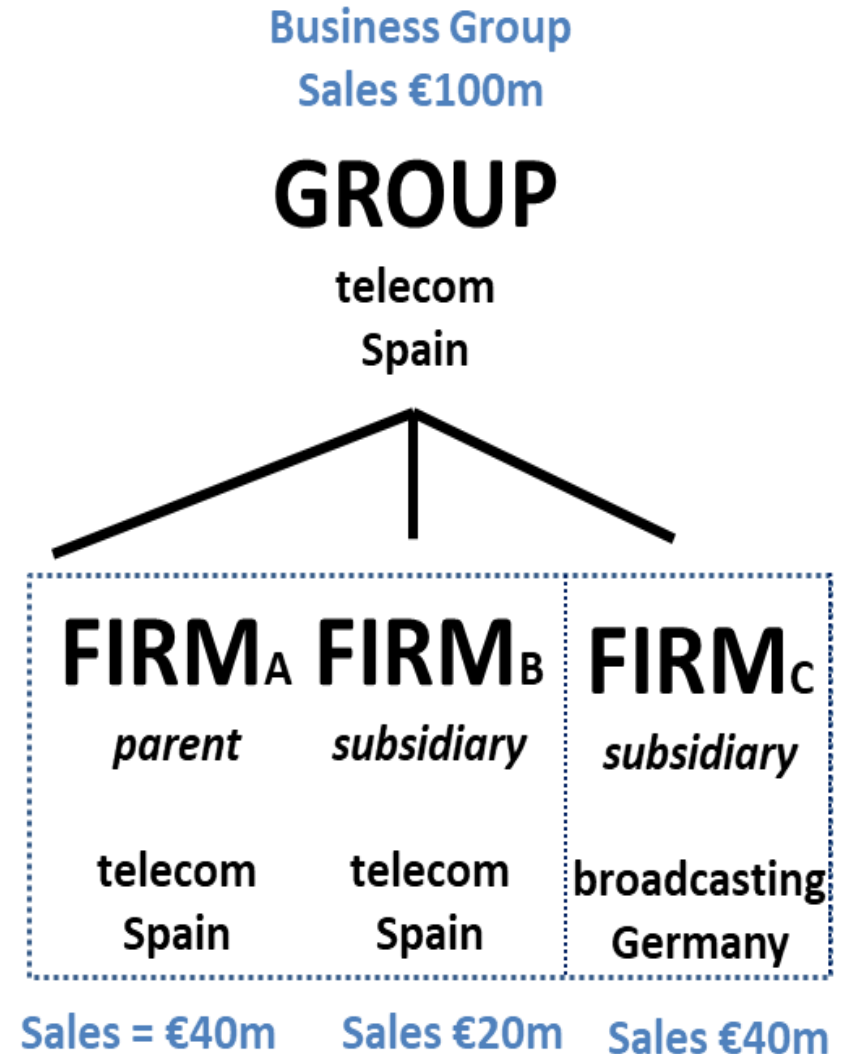 Business Group
Sales €100m
GROUP
telecom
Spain
FIRMA FIRMB FIRMC
parent subsidiary subsidiary
telecom telecom broadcasting
Spain Spain Germany
Sales = €40m Sales €20m Sales €40m